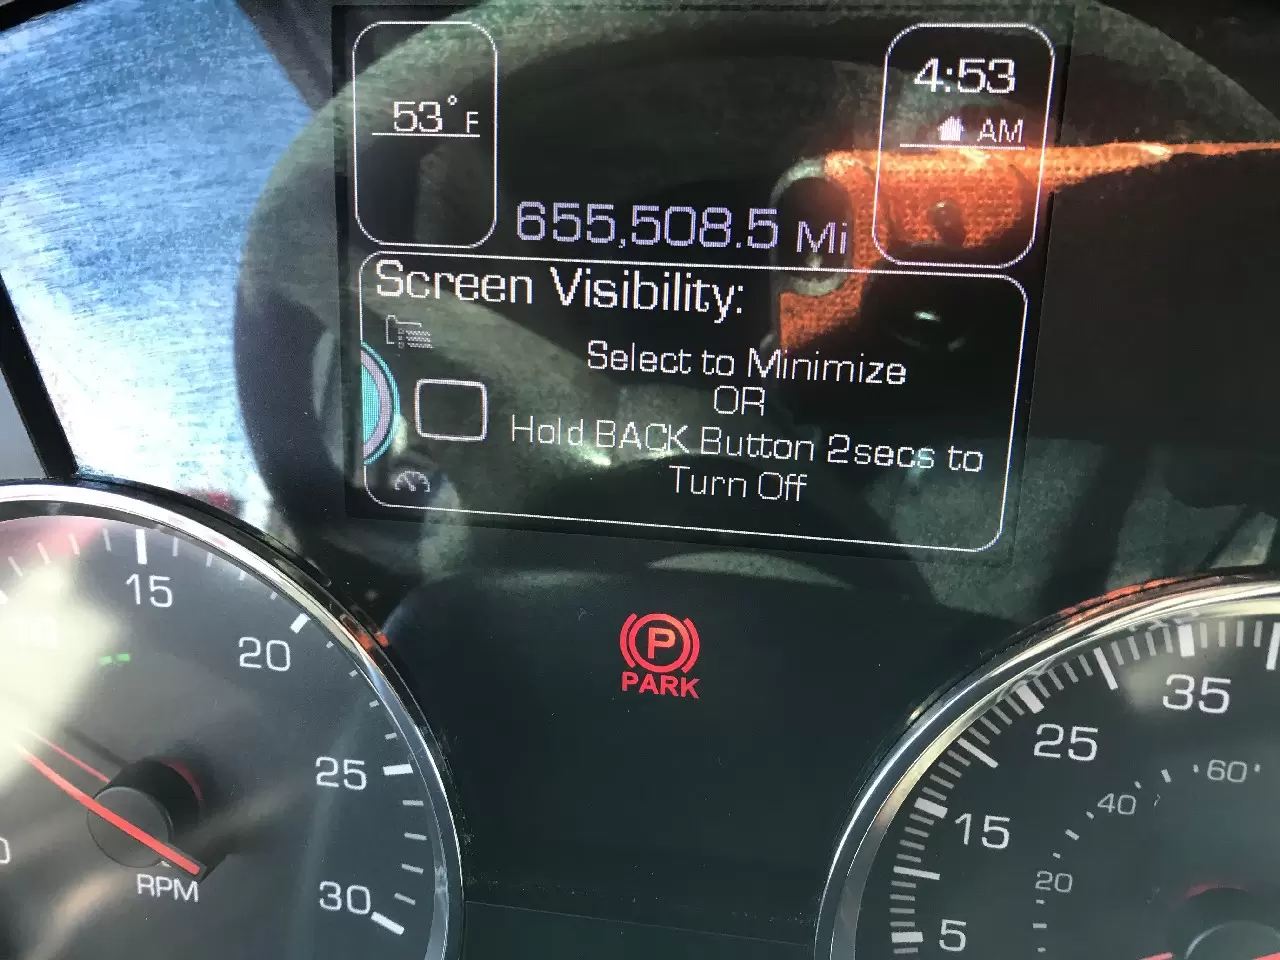 53°F
4:53
AM
655,508.5 Mi
Screen Visibility:
Select to Minimize
OR
Hold BACK Button 2secs to
Turn Off
P
PARK
15
20
25
30
RPM
5
15
25
35
20
40
60